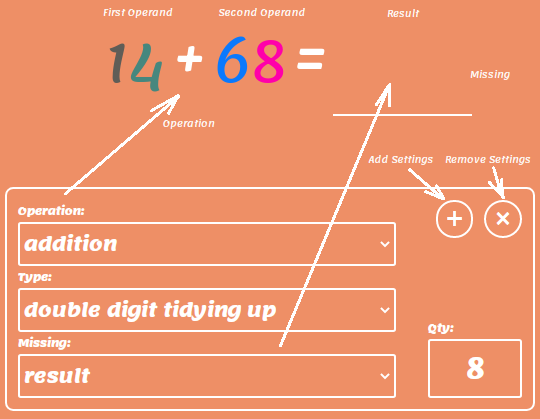 First Operand Second Operand Result
14 + 68 =
Missing
Operation
Add Settings Remove Settings
Operation:
+ ×
addition
Type:
double digit tidying up
Missing: Qty:
result 8